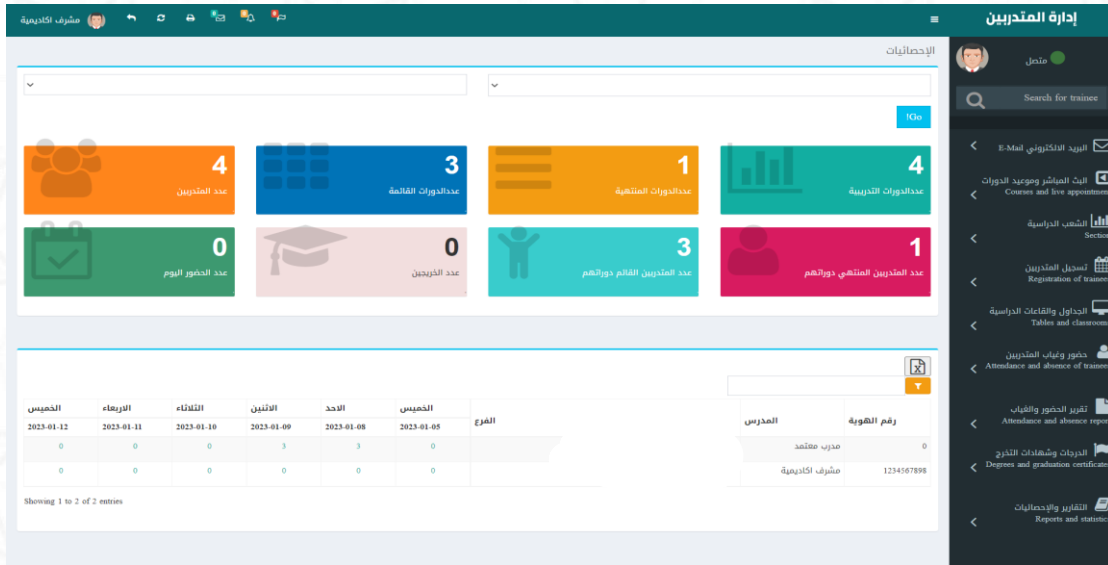 إدارة المتدربين
مشرف اكاديمية
متصل
Search for trainee
البريد الالكتروني E-Mail
البث المباشر وموعيد الدورات
Courses and live appointmen
الشعب الدراسية
Section
تسجيل المتدربين
Registration of trainee
الجداول والقاعات الدراسية
Tables and classroom
حضور وغياب المتدربين
Attendance and absence of trainee
تقرير الحضور والغياب
Attendance and absence repor
الدرجات وشهادات التخرج
Degrees and graduation certificate
التقارير والإحصائيات
Reports and statistic
الإحصائيات
!Go
4
عددالدورات التدريبية
1
عددالدورات المنتهية
3
عددالدورات القائمة
4
عدد المتدربين
1
عدد المتدربين المنتهي دوراتهم
3
عدد المتدربين القائم دوراتهم
0
عدد الخريجين
0
عدد الحضور اليوم
رقم الهوية المدرس الفرع الخميس الاحد الاثنين الثلاثاء الاربعاء الخميس
2023-01-05 2023-01-08 2023-01-09 2023-01-10 2023-01-11 2023-01-12
0 مدرب معتمد 0 3 3 0 0 0
1234567898 مشرف اكاديمية 0 0 0 0 0 0
Showing 1 to 2 of 2 entries